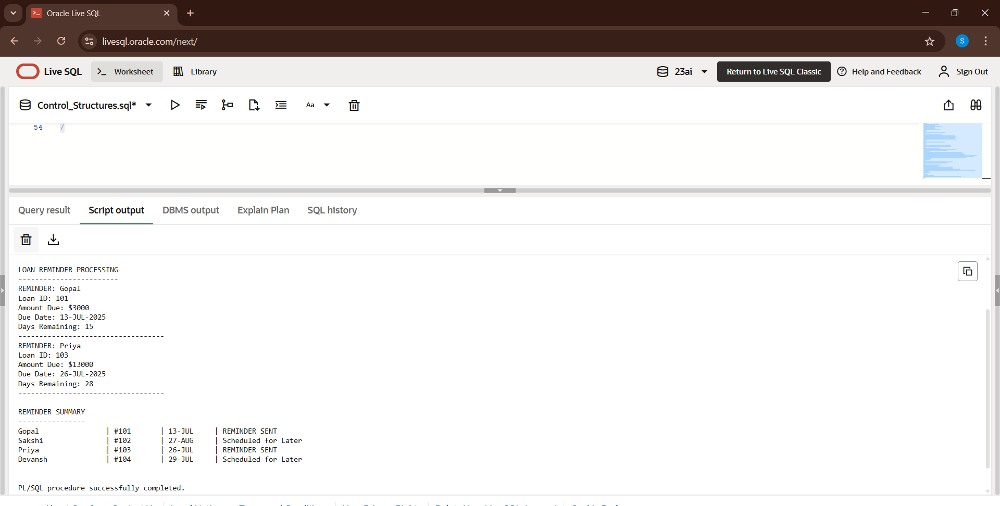 Oracle Live SQL
livesql.oracle.com/next/
S
Live SQL
Worksheet
Library
23ai
Return to Live SQL Classic
Help and Feedback
Sign Out
Control_Structures.sql*
Aa
54 /
Query result
Script output
DBMS output
Explain Plan
SQL history
LOAN REMINDER PROCESSING
------------------------
REMINDER: Gopal
Loan ID: 101
Amount Due: $3000
Due Date: 13-JUL-2025
Days Remaining: 15
-----------------------------------
REMINDER: Priya
Loan ID: 103
Amount Due: $13000
Due Date: 26-JUL-2025
Days Remaining: 28
-----------------------------------
REMINDER SUMMARY
----------------
Gopal | #101 | 13-JUL | REMINDER SENT
Sakshi | #102 | 27-AUG | Scheduled for Later
Priya | #103 | 26-JUL | REMINDER SENT
Devansh | #104 | 29-JUL | Scheduled for Later
PL/SQL procedure successfully completed.